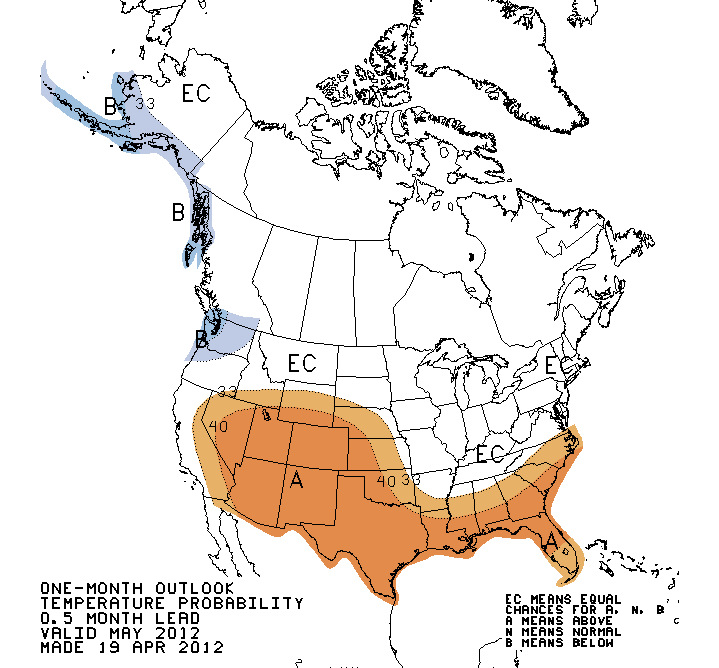 EC
B
33
B
B
EC
EC
33
40
EC
A
40 33
A
ONE-MONTH OUTLOOK
TEMPERATURE PROBABILITY
0.5 MONTH LEAD
VALID MAY 2012
MADE 19 APR 2012
EC MEANS EQUAL
CHANCES FOR A, N, B
A MEANS ABOVE
N MEANS NORMAL
B MEANS BELOW